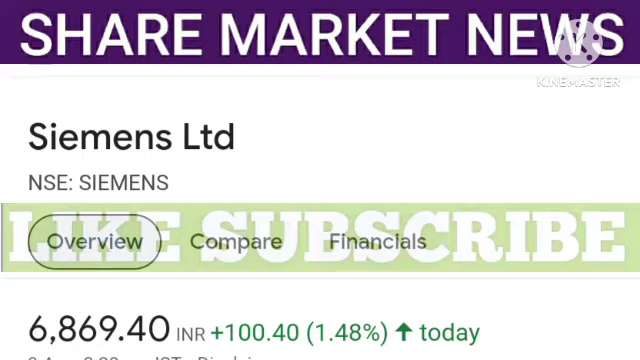 SHARE MARKET NEWS
KINEMASTER
Siemens Ltd
NSE: SIEMENS
LIKE SUBSCRIBE
Overview Compare Financials
6,869.40 INR +100.40 (1.48%) ↑ today